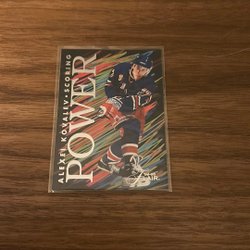 ALEXEI KOVALEV • SCORING
POWER